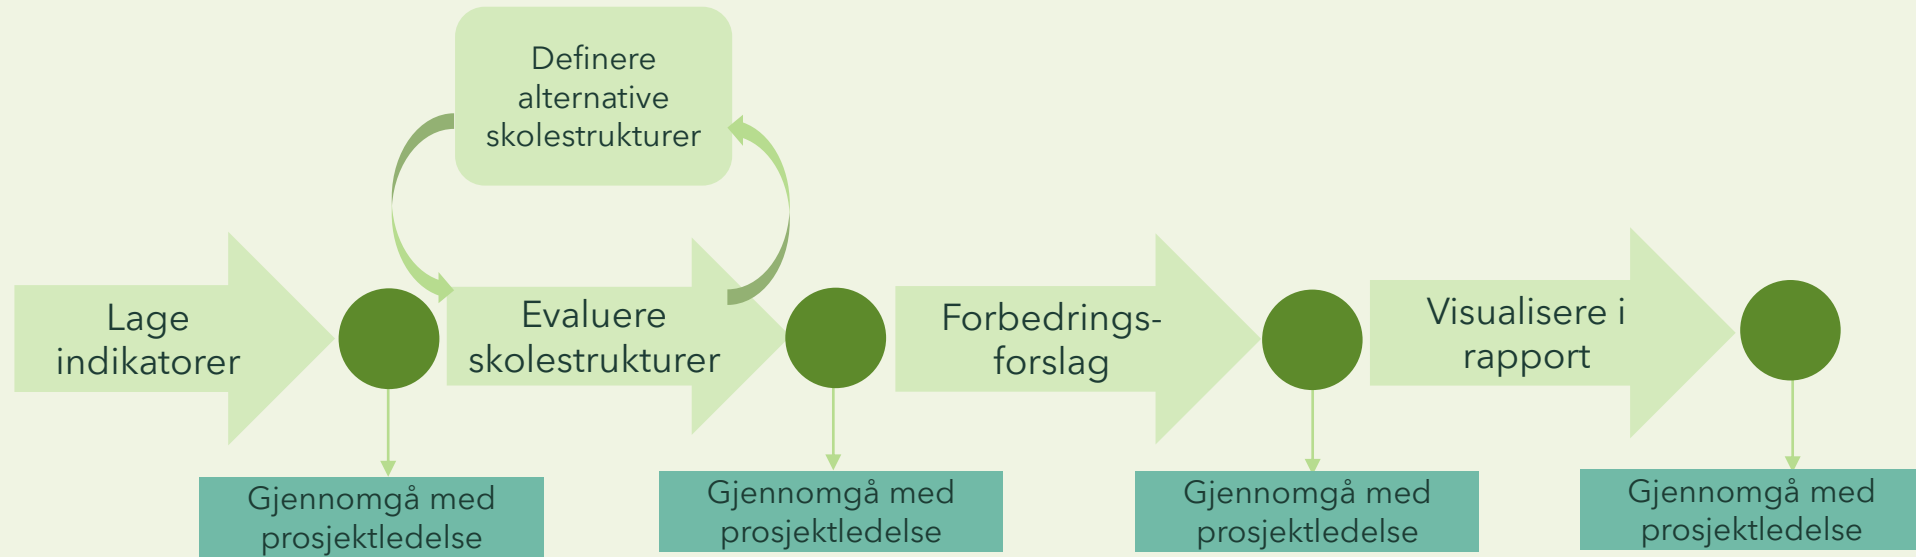 Definere
alternative
skolestrukturer
Lage
indikatorer
Evaluere
skolestrukturer
Forbedrings-
forslag
Visualisere i
rapport
Gjennomgå med
prosjektledelse
Gjennomgå med
prosjektledelse
Gjennomgå med
prosjektledelse
Gjennomgå med
prosjektledelse